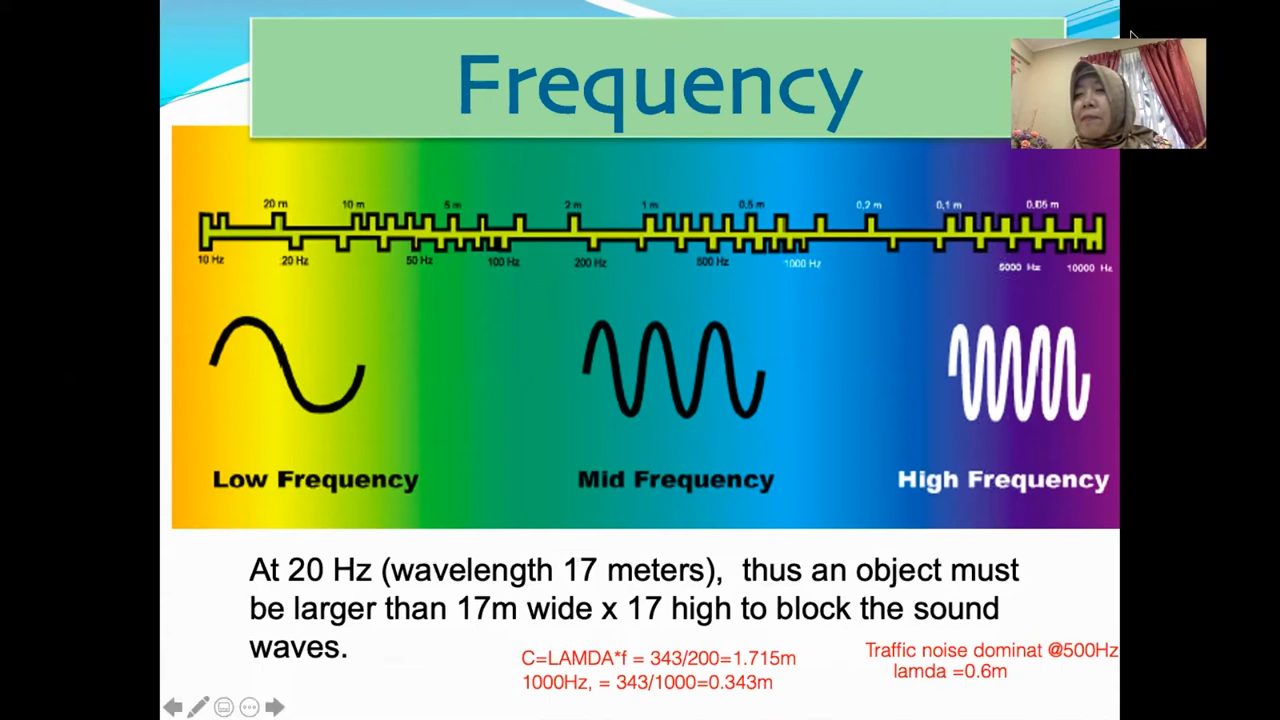 Frequency
20 m 10 m 5 m 2 m 1 m 0.5 m 0.2 m 0.1 m 0.05 m
10 Hz 20 Hz 50 Hz 100 Hz 200 Hz 500 Hz 1000 Hz 5000 Hz 10000 Hz
Low Frequency Mid Frequency High Frequency
At 20 Hz (wavelength 17 meters), thus an object must
be larger than 17m wide x 17 high to block the sound
waves.
C=LAMDA*f = 343/200=1.715m
1000Hz, = 343/1000=0.343m
Traffic noise dominat @500Hz
lamda =0.6m